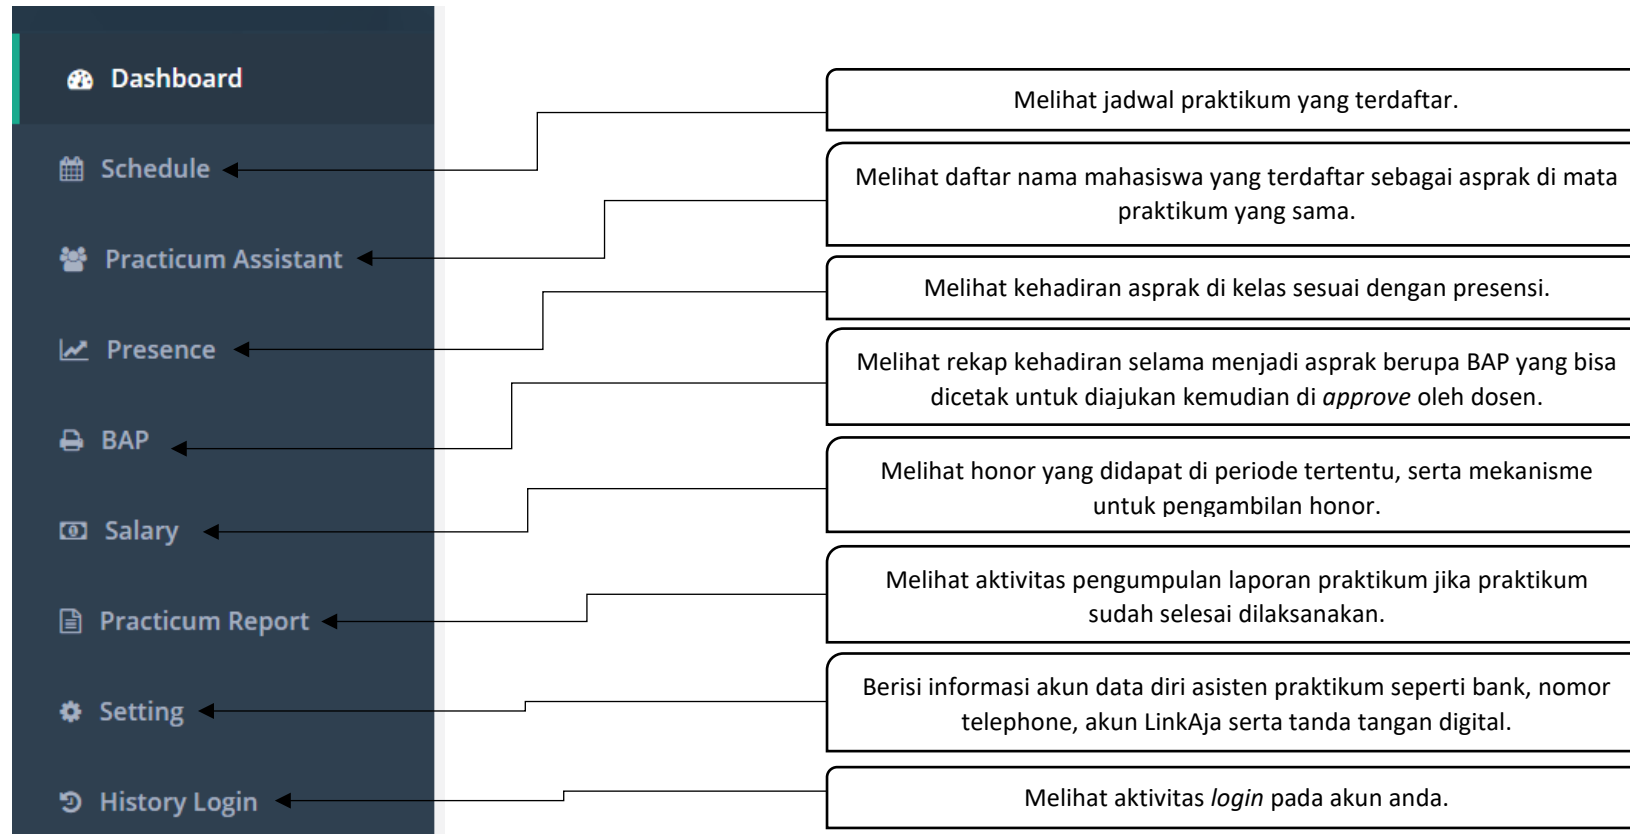 Dashboard
Schedule
Practicum Assistant
Presence
BAP
Salary
Practicum Report
Setting
History Login
Melihat jadwal praktikum yang terdaftar.
Melihat daftar nama mahasiswa yang terdaftar sebagai asprak di mata
praktikum yang sama.
Melihat kehadiran asprak di kelas sesuai dengan presensi.
Melihat rekap kehadiran selama menjadi asprak berupa BAP yang bisa
dicetak untuk diajukan kemudian di approve oleh dosen.
Melihat honor yang didapat di periode tertentu, serta mekanisme
untuk pengambilan honor.
Melihat aktivitas pengumpulan laporan praktikum jika praktikum
sudah selesai dilaksanakan.
Berisi informasi akun data diri asisten praktikum seperti bank, nomor
telephone, akun LinkAja serta tanda tangan digital.
Melihat aktivitas login pada akun anda.